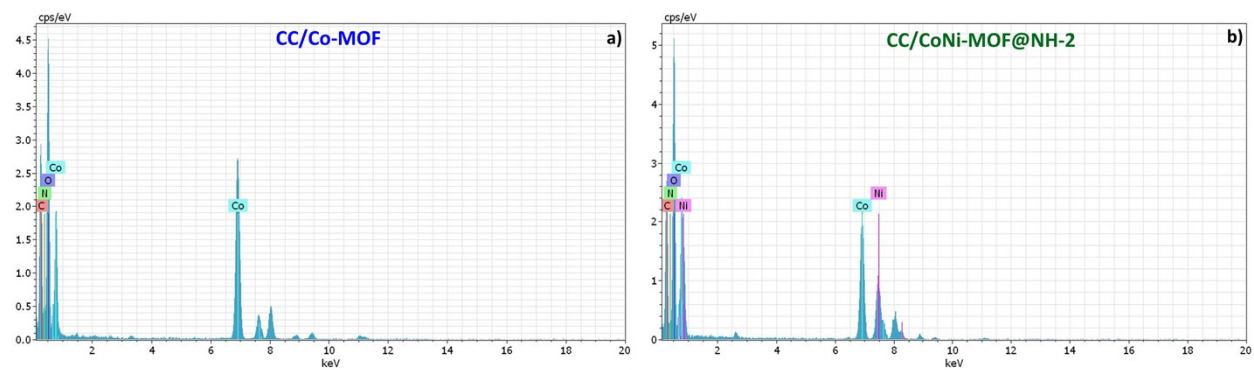 cps/eV
CC/Co-MOF
a)
4.5
4.0
3.5
3.0
2.5
2.0
1.5
1.0
0.5
0.0
Co
O
N
C
Co
2 4 6 8 10 12 14 16 18 20
keV
cps/eV
CC/CoNi-MOF@NH-2
b)
5
4
3
2
1
0
Co
O
N
C Ni
Ni
Co
2 4 6 8 10 12 14 16 18 20
keV